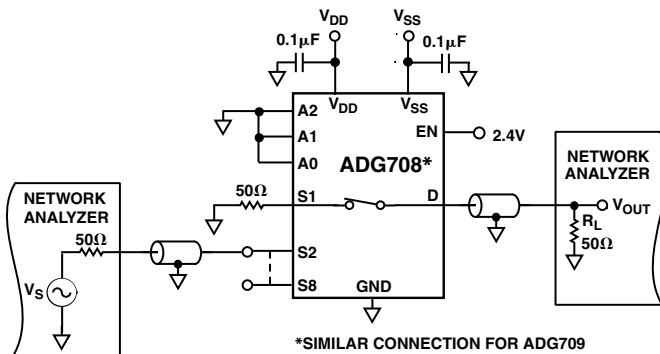 VDD
VSS
0.1µF
0.1µF
VDD
VSS
A2
A1
A0
EN
2.4V
ADG708*
NETWORK
ANALYZER
50Ω
S1
D
VOUT
RL
50Ω
NETWORK
ANALYZER
50Ω
VS
S2
S8
GND
*SIMILAR CONNECTION FOR ADG709